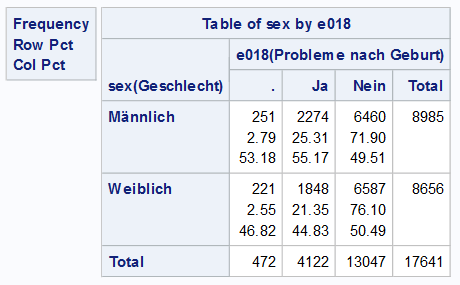 Frequency
Row Pct
Col Pct
Table of sex by e018
e018(Probleme nach Geburt)
sex(Geschlecht) . Ja Nein Total
Männlich 251 2274 6460 8985
2.79 25.31 71.90
53.18 55.17 49.51
Weiblich 221 1848 6587 8656
2.55 21.35 76.10
46.82 44.83 50.49
Total 472 4122 13047 17641